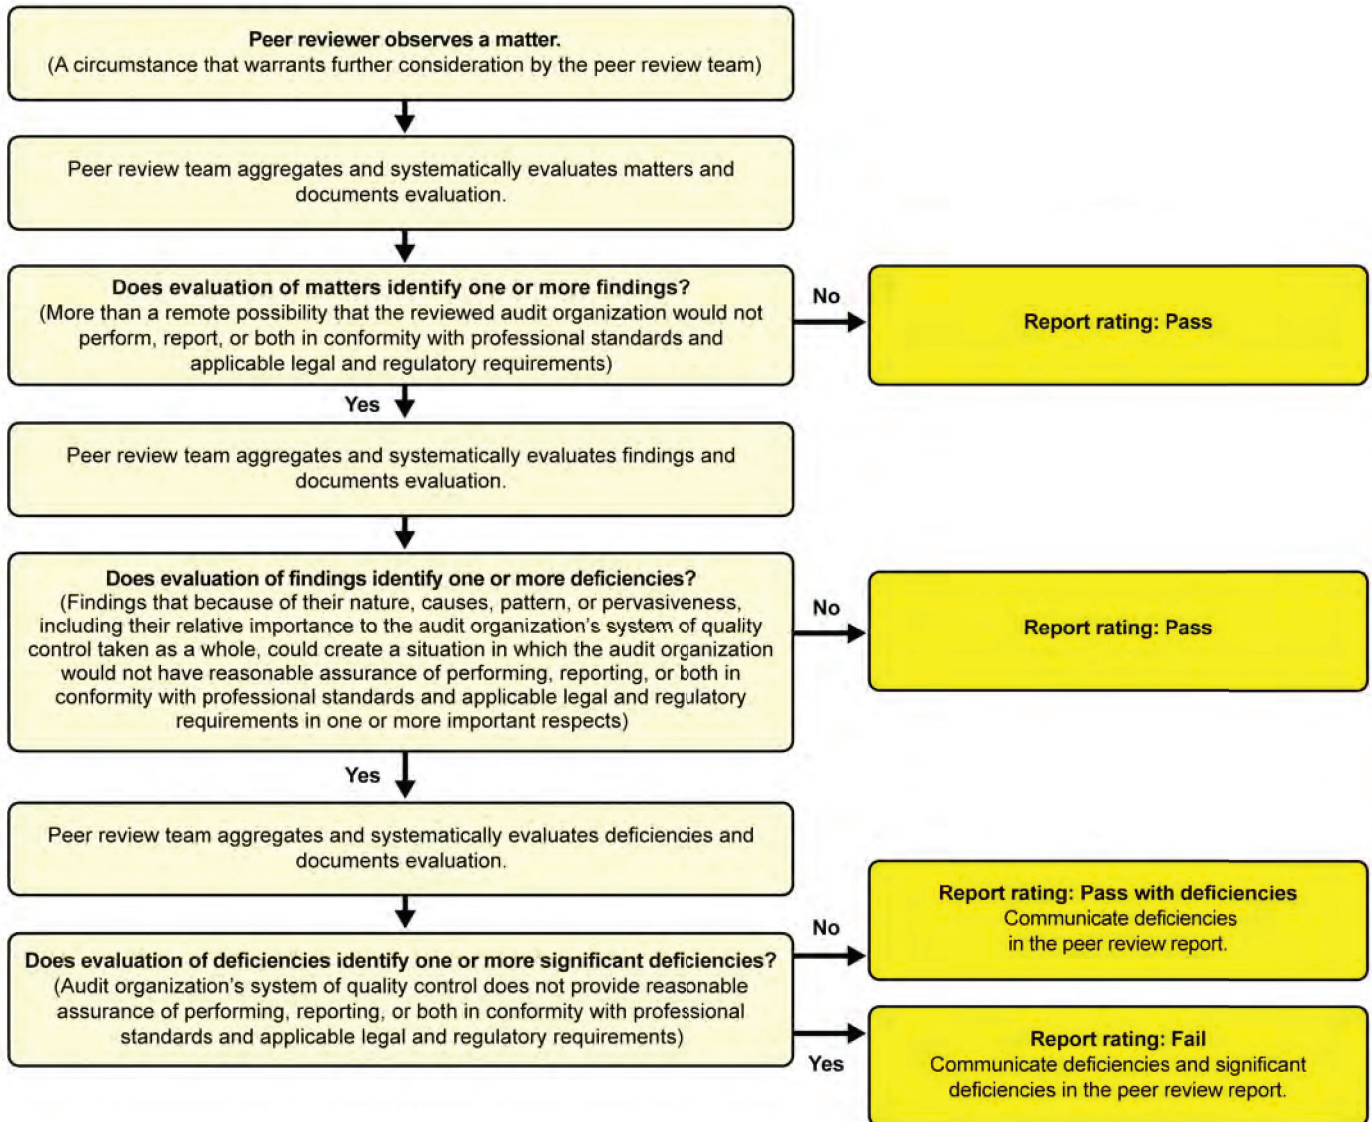 Peer reviewer observes a matter.
(A circumstance that warrants further consideration by the peer review team)
Peer review team aggregates and systematically evaluates matters and
documents evaluation.
Does evaluation of matters identify one or more findings?
(More than a remote possibility that the reviewed audit organization would not
perform, report, or both in conformity with professional standards and
applicable legal and regulatory requirements)
No
Report rating: Pass
Yes
Peer review team aggregates and systematically evaluates findings and
documents evaluation.
Does evaluation of findings identify one or more deficiencies?
(Findings that because of their nature, causes, pattern, or pervasiveness,
including their relative importance to the audit organization's system of quality
control taken as a whole, could create a situation in which the audit organization
would not have reasonable assurance of performing, reporting, or both in
conformity with professional standards and applicable legal and regulatory
requirements in one or more important respects)
No
Report rating: Pass
Yes
Peer review team aggregates and systematically evaluates deficiencies and
documents evaluation.
Does evaluation of deficiencies identify one or more significant deficiencies?
(Audit organization's system of quality control does not provide reasonable
assurance of performing, reporting, or both in conformity with professional
standards and applicable legal and regulatory requirements)
No
Report rating: Pass with deficiencies
Communicate deficiencies
in the peer review report.
Yes
Report rating: Fail
Communicate deficiencies and significant
deficiencies in the peer review report.